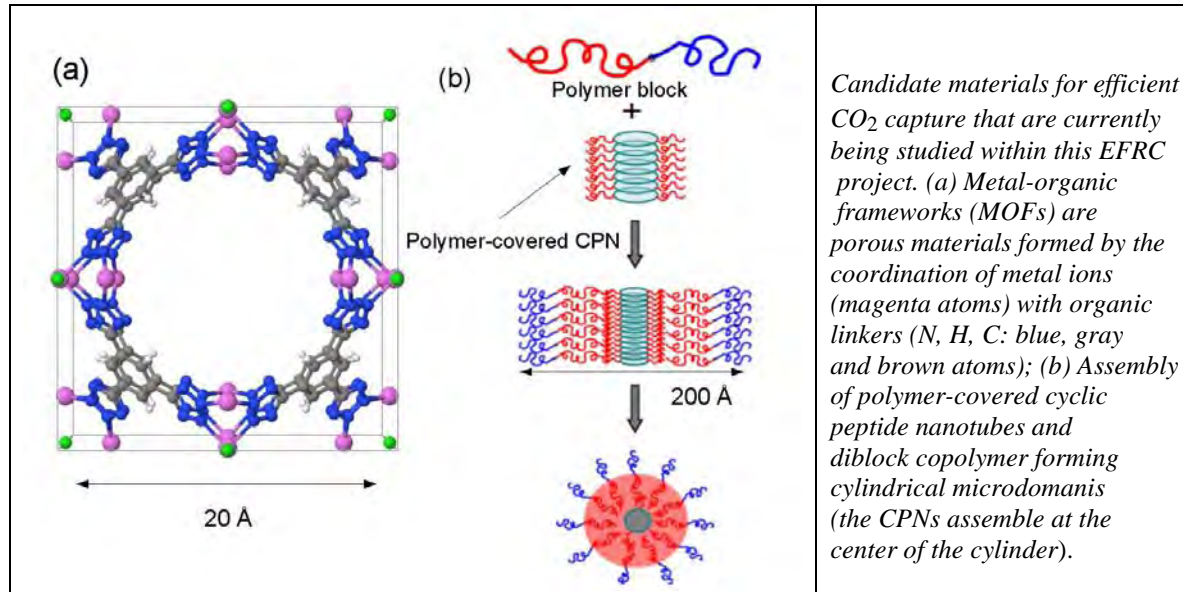 (a)
20 Å
(b)
Polymer block
+
Polymer-covered CPN
200 Å
Candidate materials for efficient
CO2 capture that are currently
being studied within this EFRC
project. (a) Metal-organic
frameworks (MOFs) are
porous materials formed by the
coordination of metal ions
(magenta atoms) with organic
linkers (N, H, C: blue, gray
and brown atoms); (b) Assembly
of polymer-covered cyclic
peptide nanotubes and
diblock copolymer forming
cylindrical microdomanis
(the CPNs assemble at the
center of the cylinder).